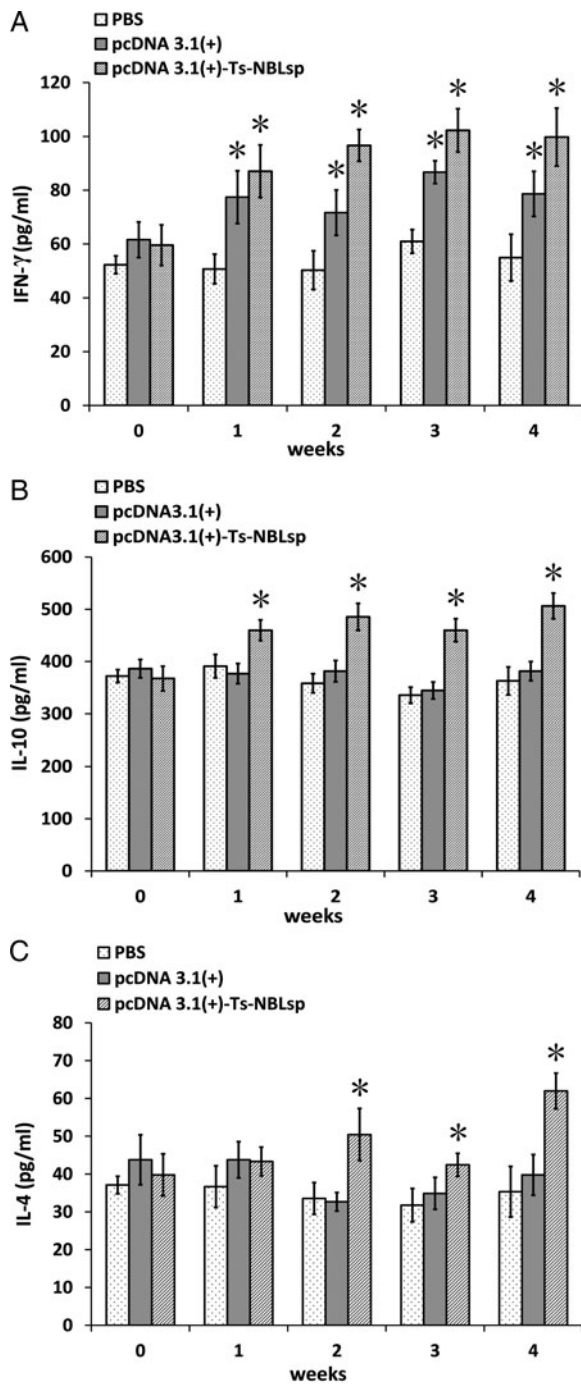 A
PBS
pcDNA 3.1(+)
pcDNA 3.1(+)-Ts-NBLsp
IFN-γ (pg/ml)
120
100
80
60
40
20
0
* * * * * * * *
0 1 2 3 4
weeks
B
PBS
pcDNA3.1(+)
pcDNA3.1(+)-Ts-NBLsp
IL-10 (pg/ml)
600
500
400
300
200
100
0
* * * *
0 1 2 3 4
weeks
C
PBS
pcDNA 3.1(+)
pcDNA 3.1(+)-Ts-NBLsp
IL-4 (pg/ml)
80
70
60
50
40
30
20
10
0
* * *
0 1 2 3 4
weeks